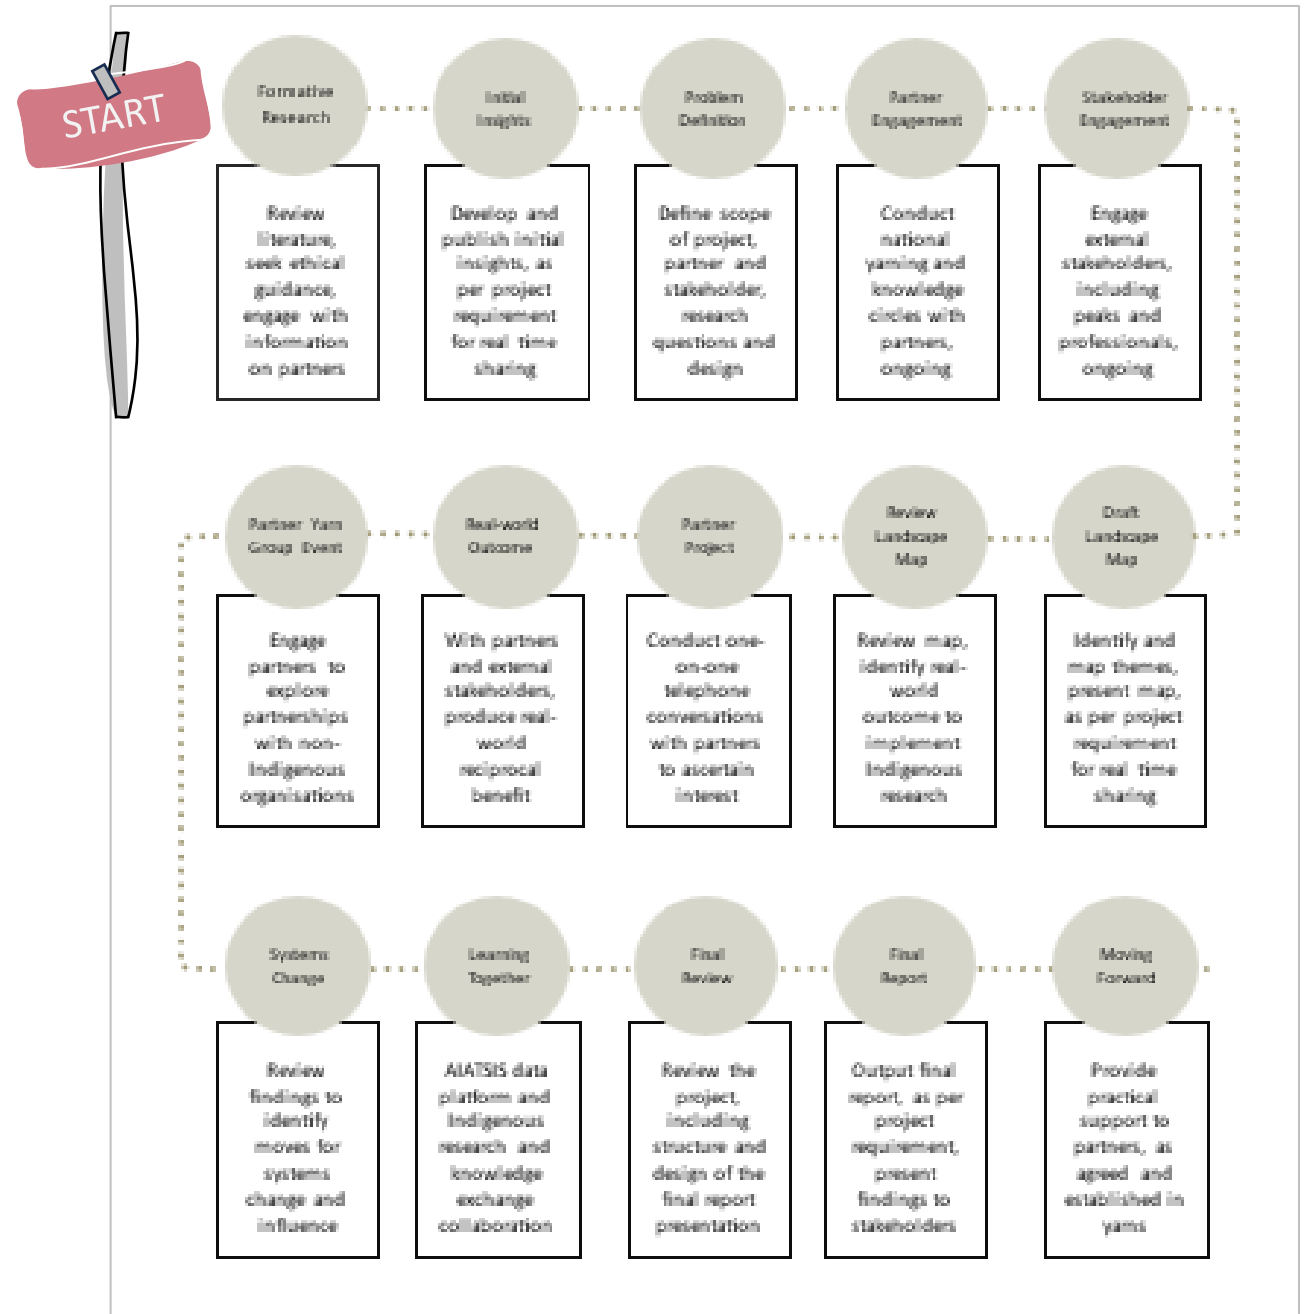 START
Formative
Research
Review
literature,
seek ethical
guidance,
engage with
information
on partners
Initial
Insights
Develop and
publish initial
insights, as
per project
requirement
for real time
sharing
Problem
Definition
Define scope
of project,
partner and
stakeholder,
research
questions and
design
Partner
Engagement
Conduct
national
yarning and
knowledge
circles with
partners,
ongoing
Stakeholder
Engagement
Engage
external
stakeholders,
including
peaks and
professionals,
ongoing
Draft
Landscape
Map
Identify and
map themes,
present map,
as per project
requirement
for real time
sharing
Review
Landscape
Map
Review map,
identify real-
world
outcome to
implement
Indigenous
research
Partner
Project
Conduct one-
on-one
telephone
conversations
with partners
to ascertain
interest
Real-world
Outcome
With partners
and external
stakeholders,
produce real-
world
reciprocal
benefit
Partner Yarn
Group Event
Engage
partners to
explore
partnerships
with non-
Indigenous
organisations
Systems
Change
Review
findings to
identify
moves for
systems
change and
influence
Learning
Together
AIATSIS data
platform and
Indigenous
research and
knowledge
exchange
collaboration
Final
Review
Review the
project,
including
structure and
design of the
final report
presentation
Final
Report
Output final
report, as per
project
requirement,
present
findings to
stakeholders
Moving
Forward
Provide
practical
support to
partners, as
agreed and
established in
yarns